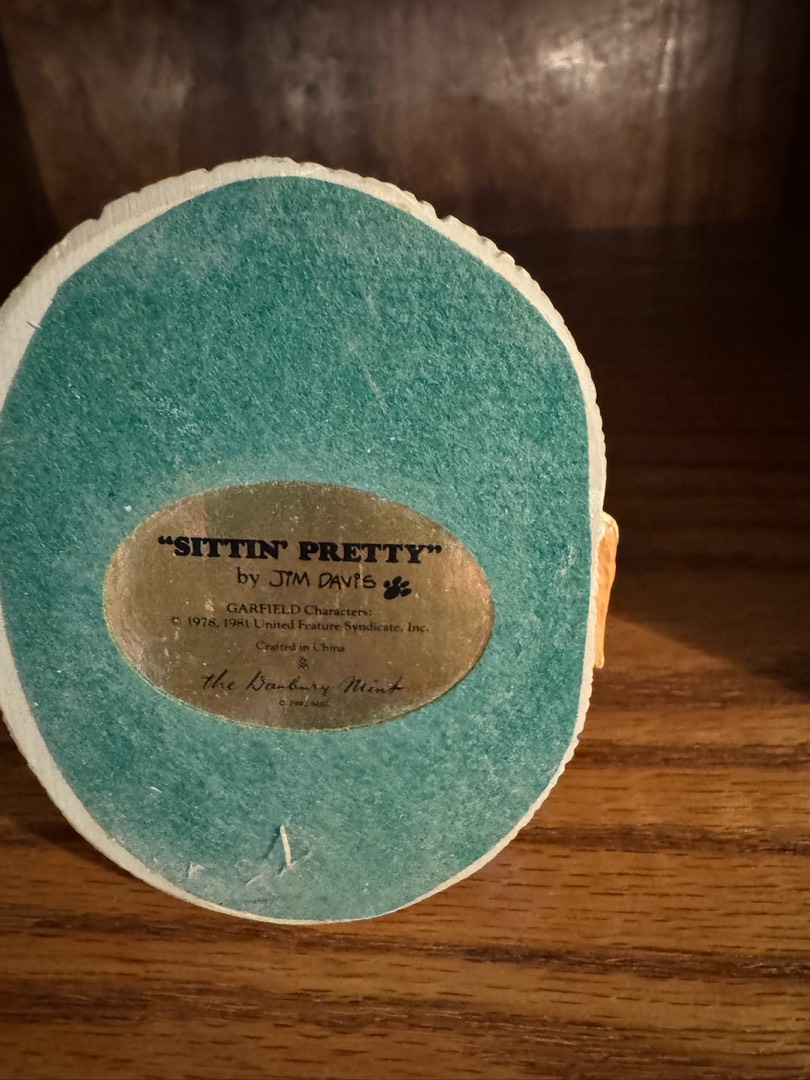 “SITTIN’ PRETTY”
by JIM DAVIS
GARFIELD Characters:
© 1978, 1981 United Feature Syndicate, Inc.
Crafted in China
the Danbury Mint
©